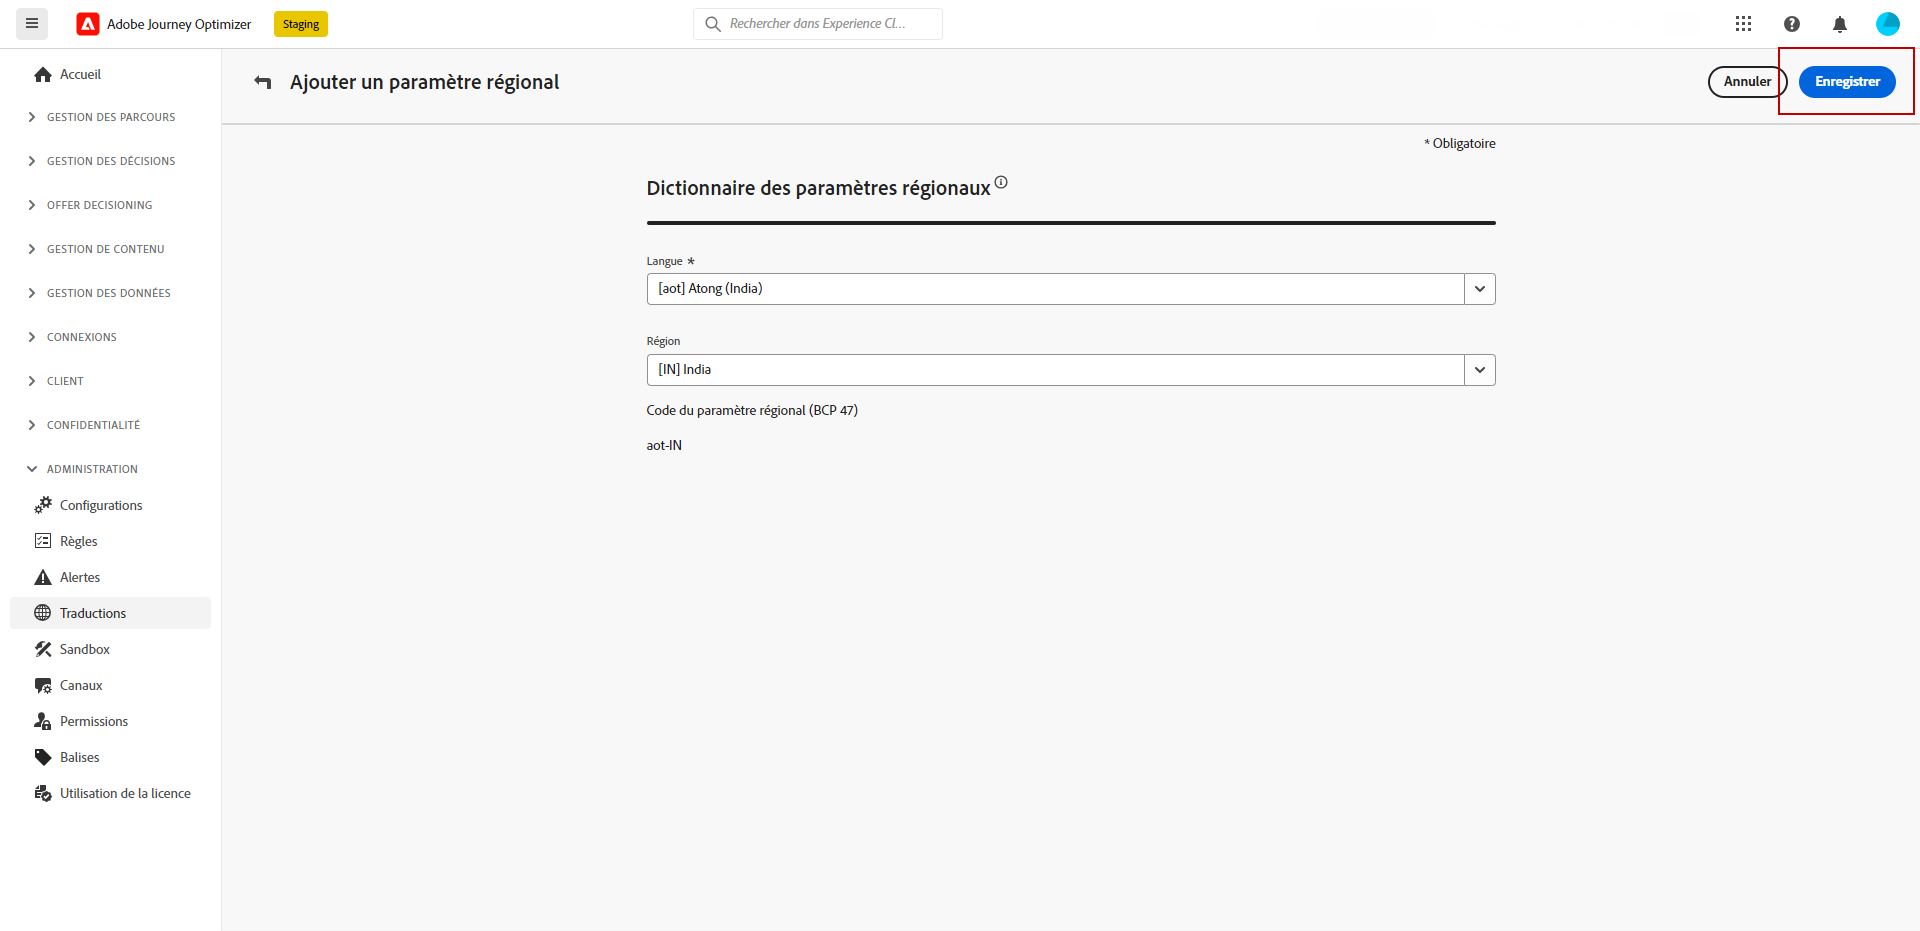 Adobe Journey Optimizer
Staging
Rechercher dans Experience Cl...
Accueil
GESTION DES PARCOURS
GESTION DES DÉCISIONS
OFFER DECISIONING
GESTION DE CONTENU
GESTION DES DONNÉES
CONNEXIONS
CLIENT
CONFIDENTIALITÉ
ADMINISTRATION
Configurations
Règles
Alertes
Traductions
Sandbox
Canaux
Permissions
Balises
Utilisation de la licence
Ajouter un paramètre régional
Annuler
Enregistrer
* Obligatoire
Dictionnaire des paramètres régionaux
Langue *
[aot] Atong (India)
Région
[IN] India
Code du paramètre régional (BCP 47)
aot-IN